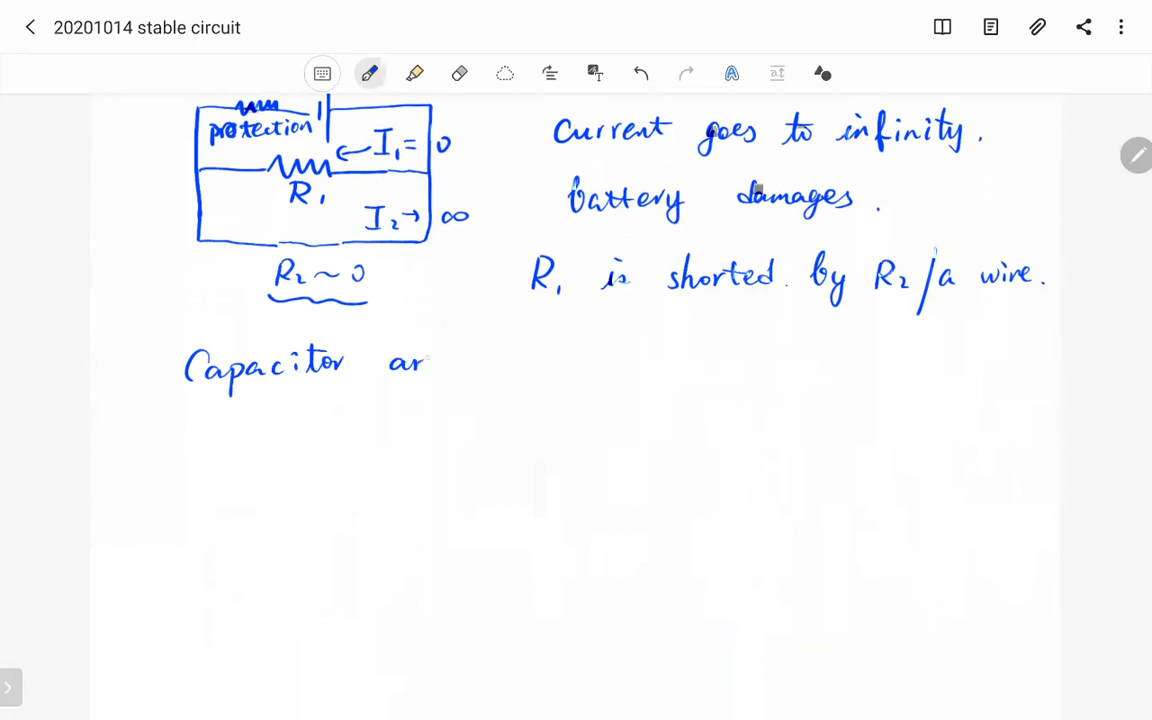 20201014 stable circuit
protection
I₁ = 0
R₁
I₂ → ∞
R₂ ~ 0
Current goes to infinity.
battery damages.
R₁ is shorted. by R₂/a wire.
Capacitor ar